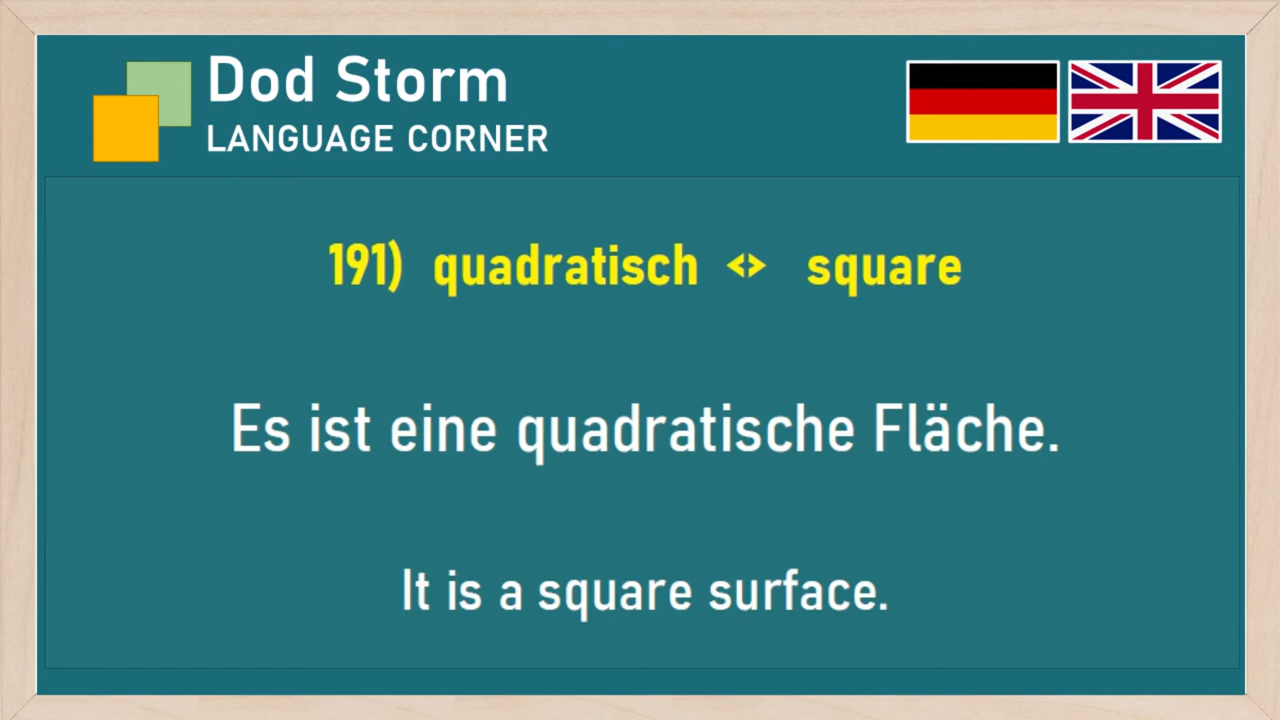 Dod Storm
LANGUAGE CORNER
191) quadratisch <> square
Es ist eine quadratische Fläche.
It is a square surface.